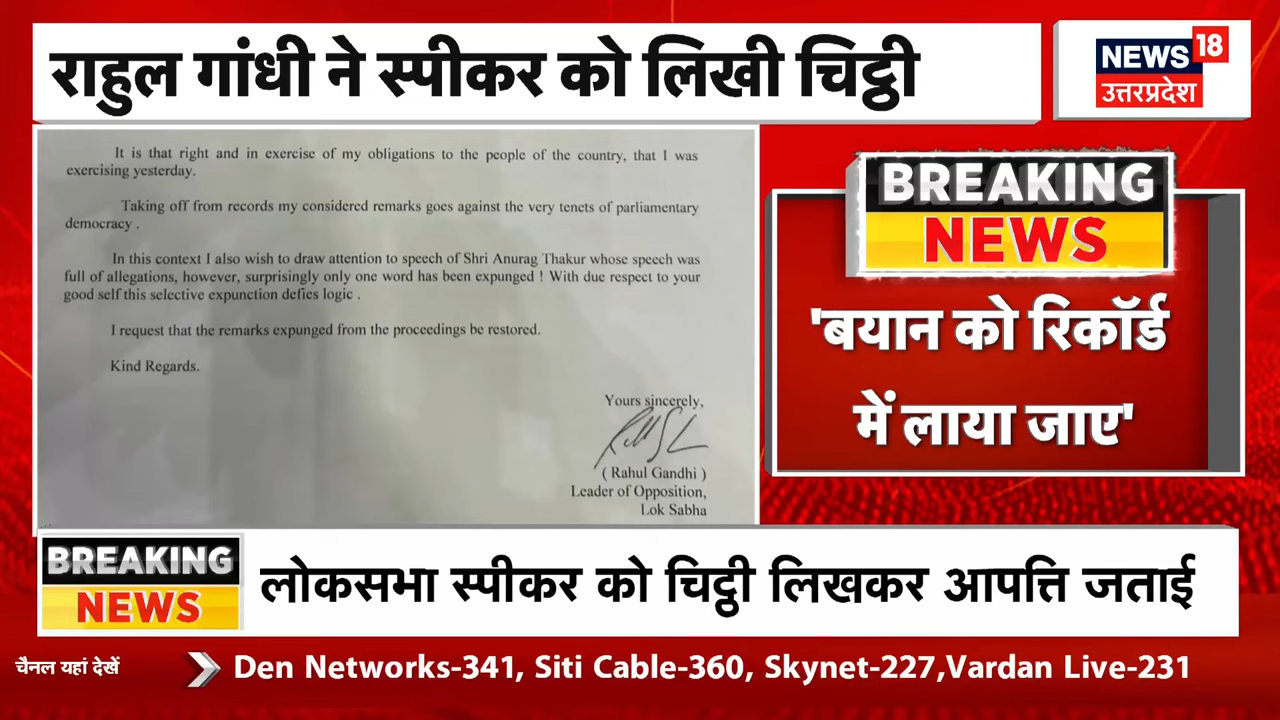 राहुल गांधी ने स्पीकर को लिखी चिट्ठी
NEWS 18
उत्तरप्रदेश
It is that right and in exercise of my obligations to the people of the country, that I was
exercising yesterday.
Taking off from records my considered remarks goes against the very tenets of parliamentary
democracy .
In this context I also wish to draw attention to speech of Shri Anurag Thakur whose speech was
full of allegations, however, surprisingly only one word has been expunged ! With due respect to your
good self this selective expunction defies logic .
I request that the remarks expunged from the proceedings be restored.
Kind Regards.
Yours sincerely,
( Rahul Gandhi )
Leader of Opposition,
Lok Sabha
BREAKING
NEWS
'बयान को रिकॉर्ड
में लाया जाए'
BREAKING
NEWS
लोकसभा स्पीकर को चिट्ठी लिखकर आपत्ति जताई
चैनल यहां देखें
Den Networks-341, Siti Cable-360, Skynet-227,Vardan Live-231